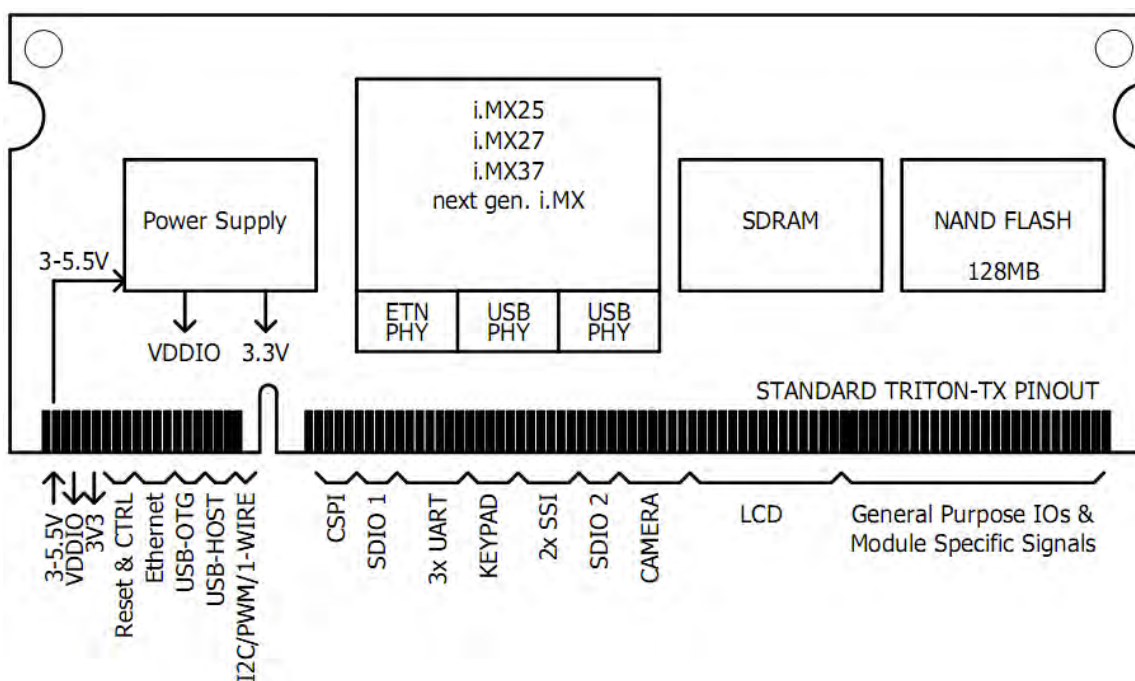 i.MX25
i.MX27
i.MX37
next gen. i.MX
Power Supply
SDRAM
NAND FLASH
128MB
3-5.5V
ETN
PHY
USB
PHY
USB
PHY
VDDIO
3.3V
STANDARD TRITON-TX PINOUT
3-5.5V
VDDIO
3V3
Reset & CTRL
Ethernet
USB-OTG
USB-HOST
I2C/PWM/1-WIRE
CSPI
SDIO 1
3x UART
KEYPAD
2x SSI
SDIO 2
CAMERA
LCD
General Purpose IOs &
Module Specific Signals